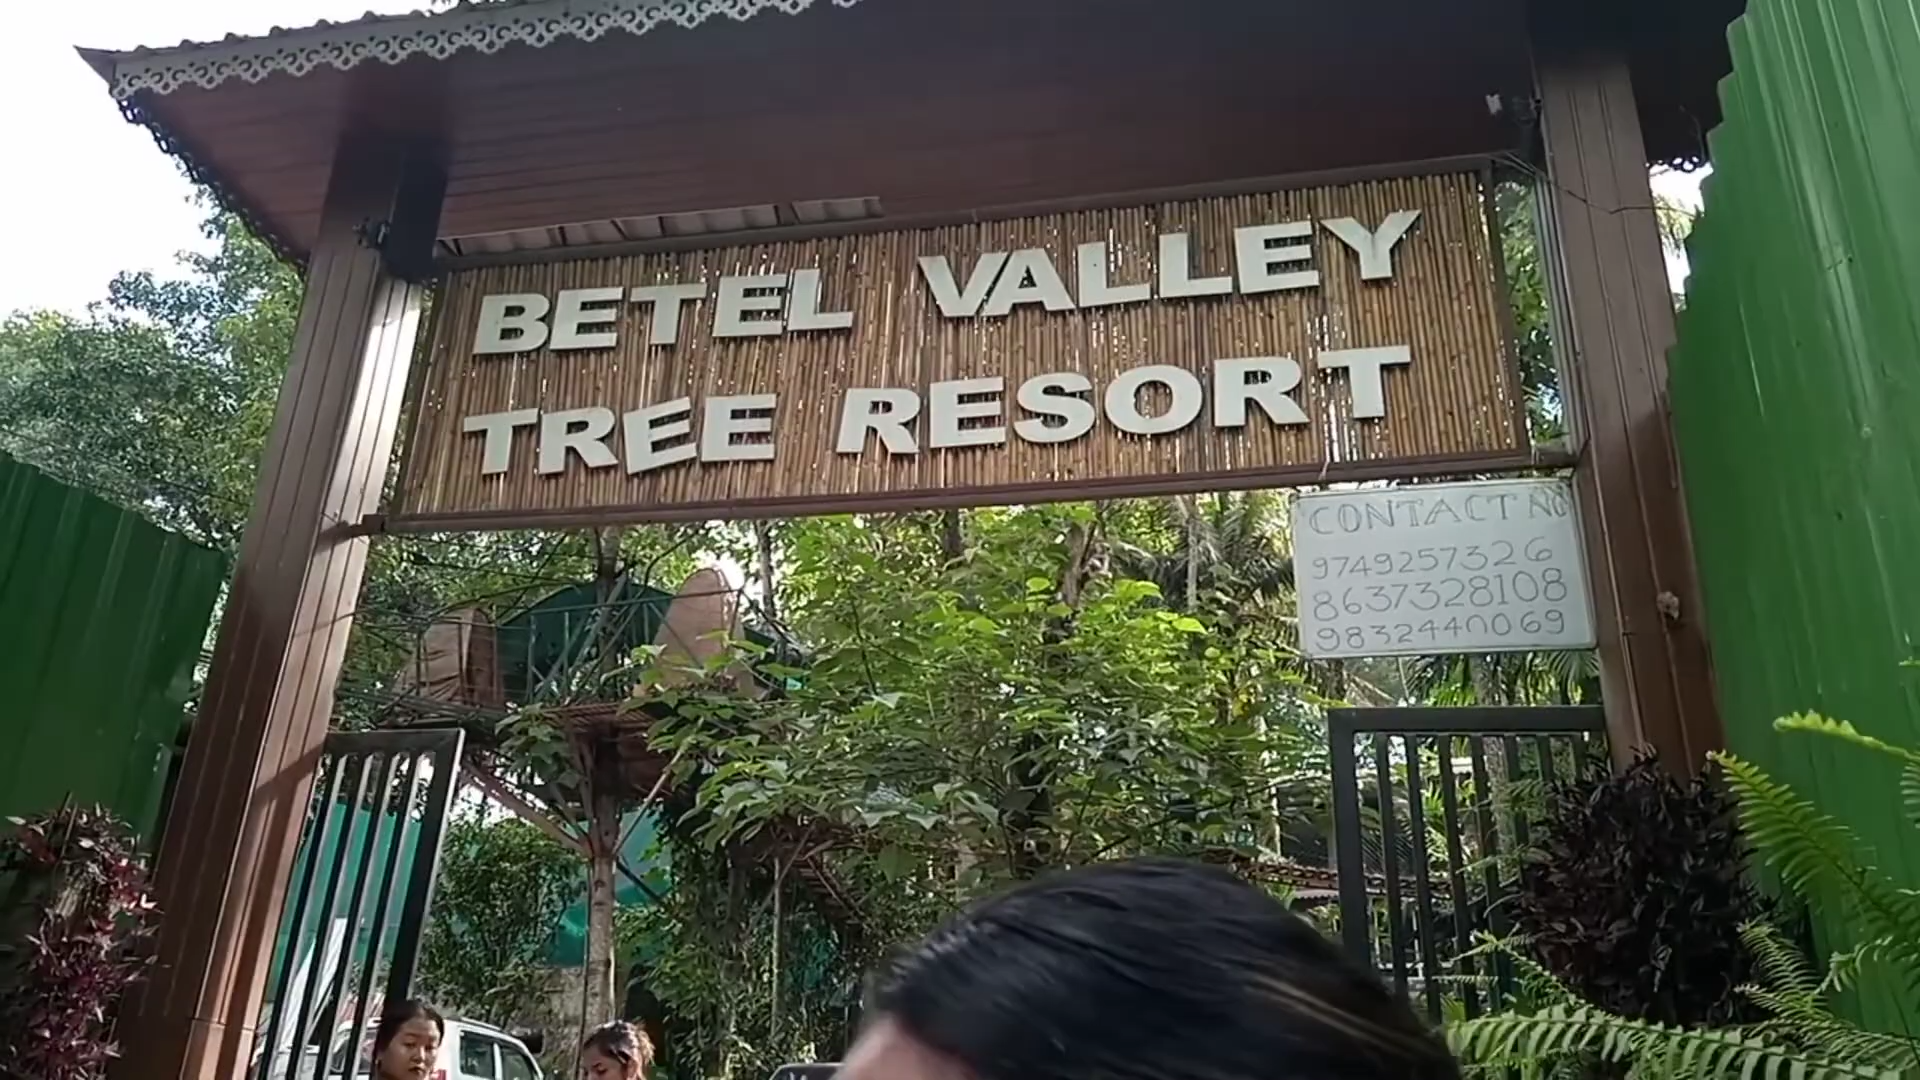 BETEL VALLEY
TREE RESORT
CONTACT NO
9749257326
8637328108
9832440069